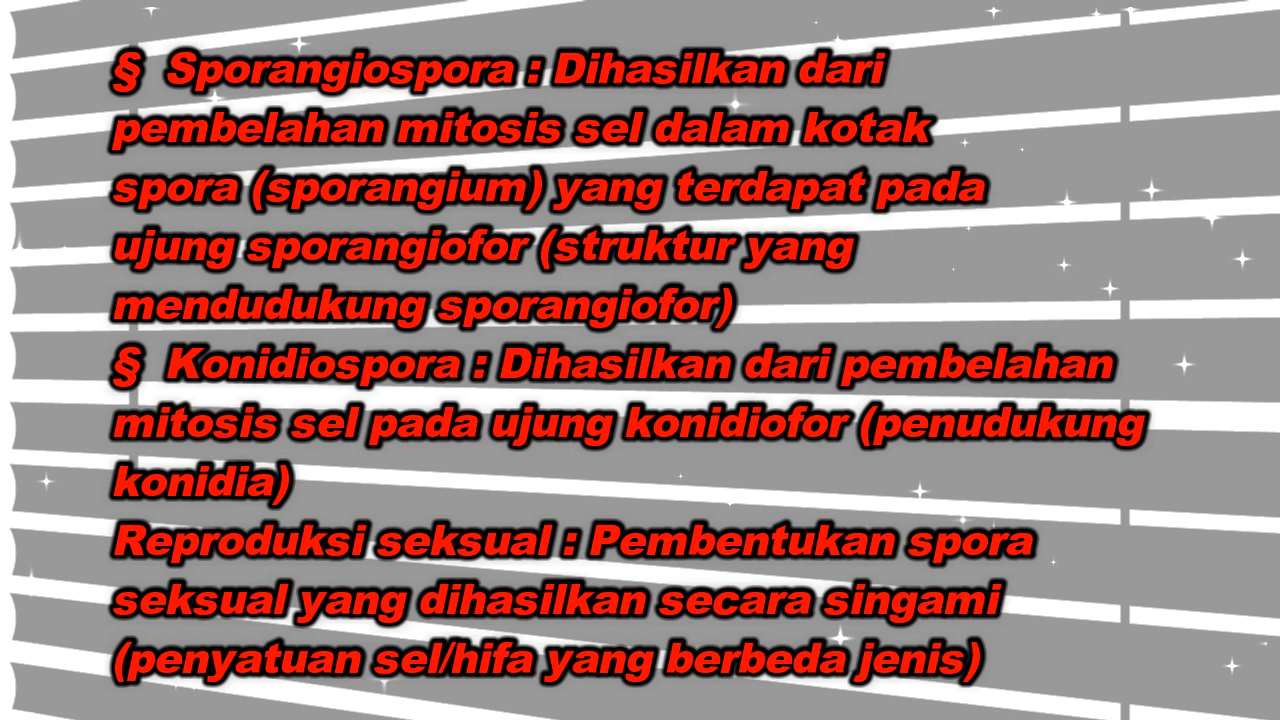 § Sporangiospora : Dihasilkan dari
pembelahan mitosis sel dalam kotak
spora (sporangium) yang terdapat pada
ujung sporangiofor (struktur yang
mendudukung sporangiofor)
§ Konidiospora : Dihasilkan dari pembelahan
mitosis sel pada ujung konidiofor (penudukung
konidia)
Reproduksi seksual : Pembentukan spora
seksual yang dihasilkan secara singami
(penyatuan sel/hifa yang berbeda jenis)